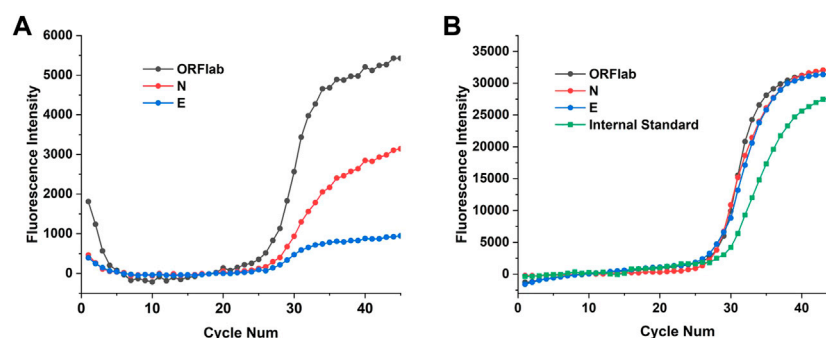 A
6000
5000
4000
3000
2000
1000
0
Fluorescence Intensity
ORFlab
N
E
0
10
20
30
40
Cycle Num
B
35000
30000
25000
20000
15000
10000
5000
0
Fluorescence Intensity
ORFlab
N
E
Internal Standard
0
10
20
30
40
Cycle Num